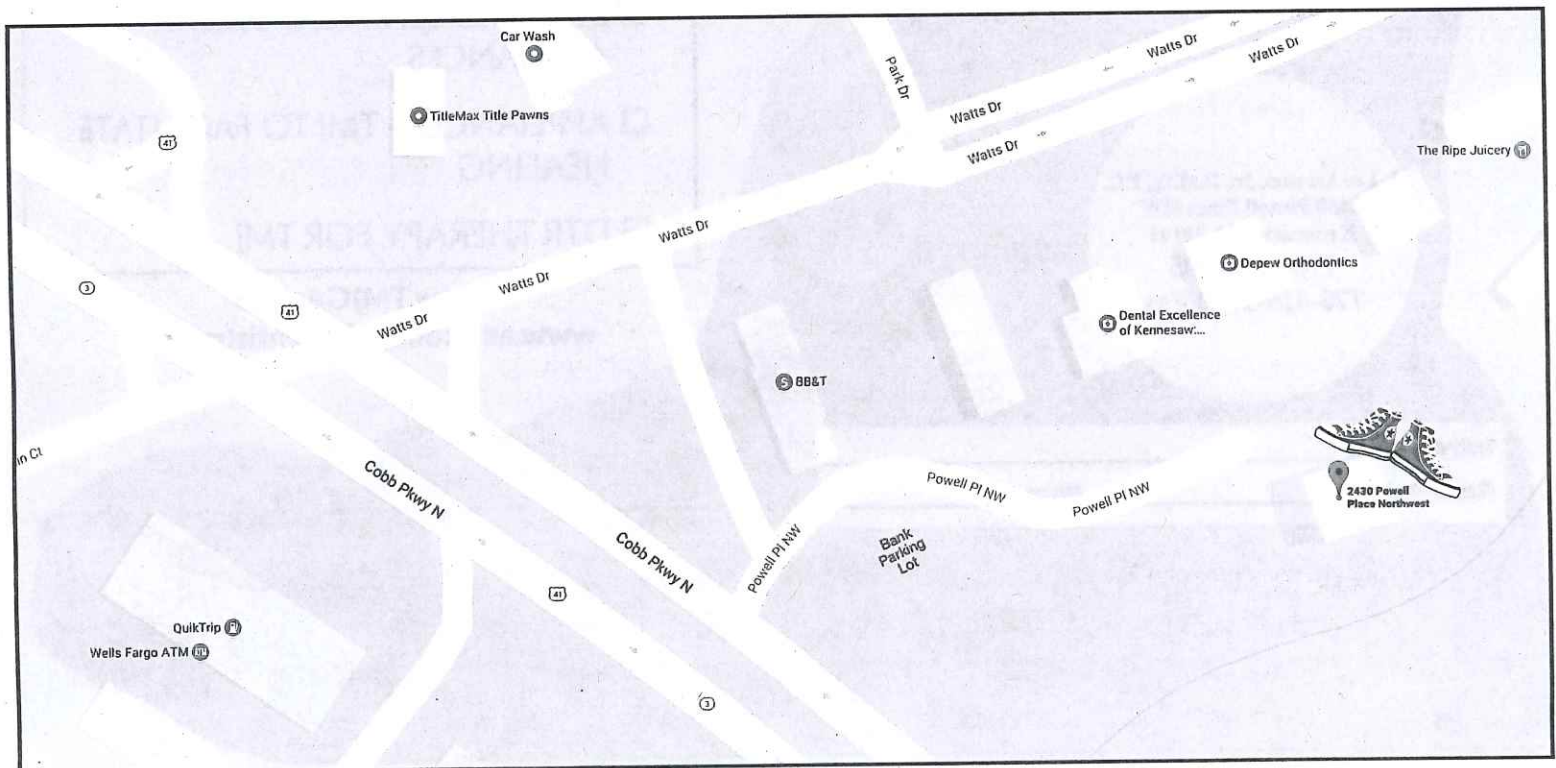 Car Wash
TitleMax Title Pawns
41
Park Dr
Watts Dr
Watts Dr
Watts Dr
Watts Dr
The Ripe Juicery
Watts Dr
Depew Orthodontics
3
Watts Dr
41
Watts Dr
Dental Excellence
of Kennesaw:...
BB&T
in Ct
Cobb Pkwy N
Powell Pl NW
Powell Pl NW
2430 Powell
Place Northwest
Cobb Pkwy N
Powell Pl NW
Bank
Parking
Lot
41
QuikTrip
Wells Fargo ATM
3